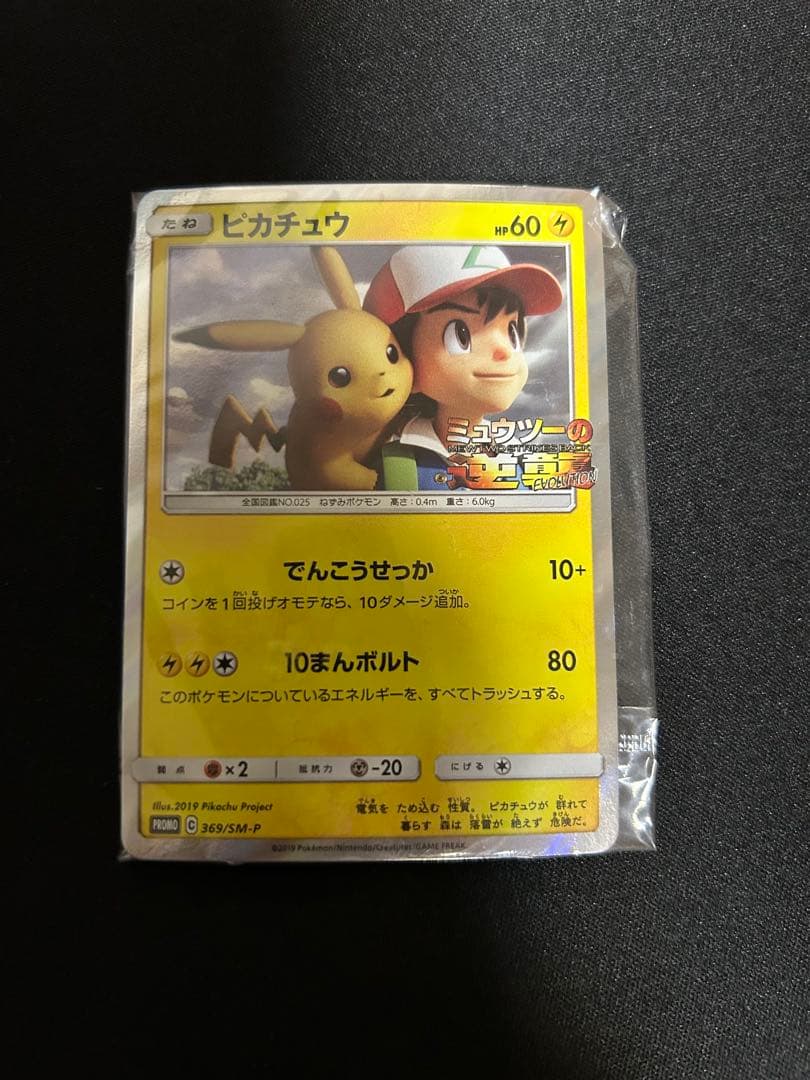 たね ピカチュウ HP60
ミュウツーの
MEWTWO STRIKES BACK
逆襲
EVOLUTION
全国図鑑NO.025 ねずみポケモン 高さ:0.4m 重さ:6.0kg
でんこうせっか 10+
コインを1回投げオモテなら、10ダメージ追加。
10まんボルト 80
このポケモンについているエネルギーを、すべてトラッシュする。
弱点 ×2 抵抗力 -20 にげる
Illus.2019 Pikachu Project
電気を ため込む 性質。 ピカチュウが 群れて
暮らす 森は 落雷が 絶えず 危険だ。
PROMO C 369/SM-P
©2019 Pokémon/Nintendo/Creatures/GAME FREAK.